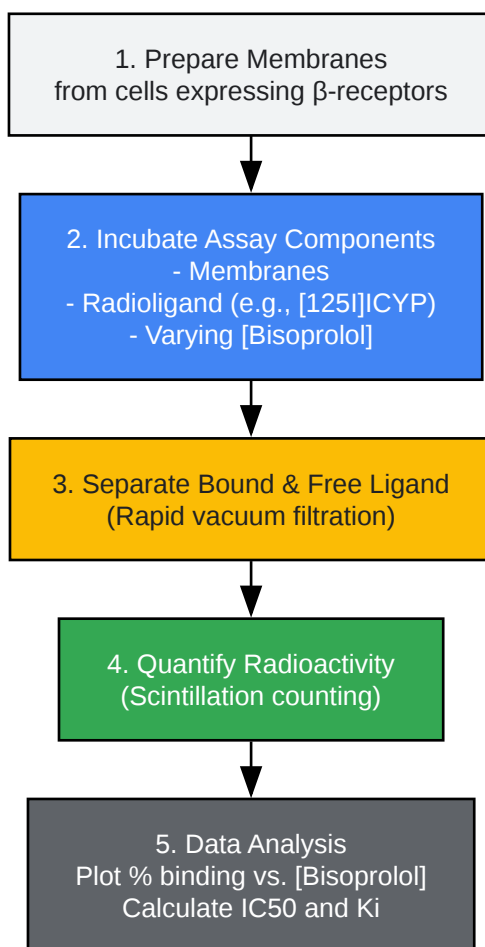 1. Prepare Membranes
from cells expressing β-receptors
2. Incubate Assay Components
- Membranes
- Radioligand (e.g., [125I]ICYP)
- Varying [Bisoprolol]
3. Separate Bound & Free Ligand
(Rapid vacuum filtration)
4. Quantify Radioactivity
(Scintillation counting)
5. Data Analysis
Plot % binding vs. [Bisoprolol]
Calculate IC50 and Ki